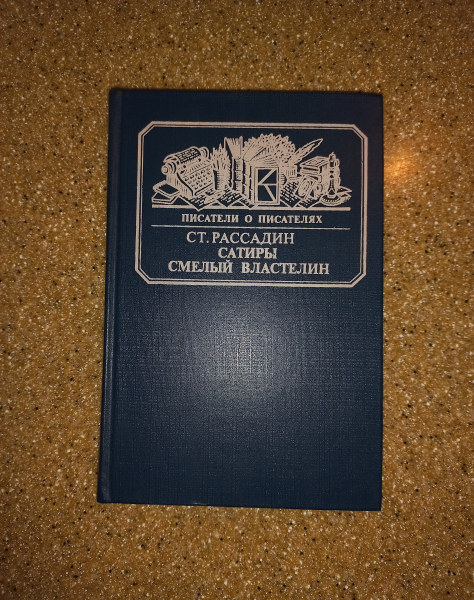 ПИСАТЕЛИ О ПИСАТЕЛЯХ
СТ. РАССАДИН
САТИРЫ
СМЕЛЫЙ ВЛАСТЕЛИН